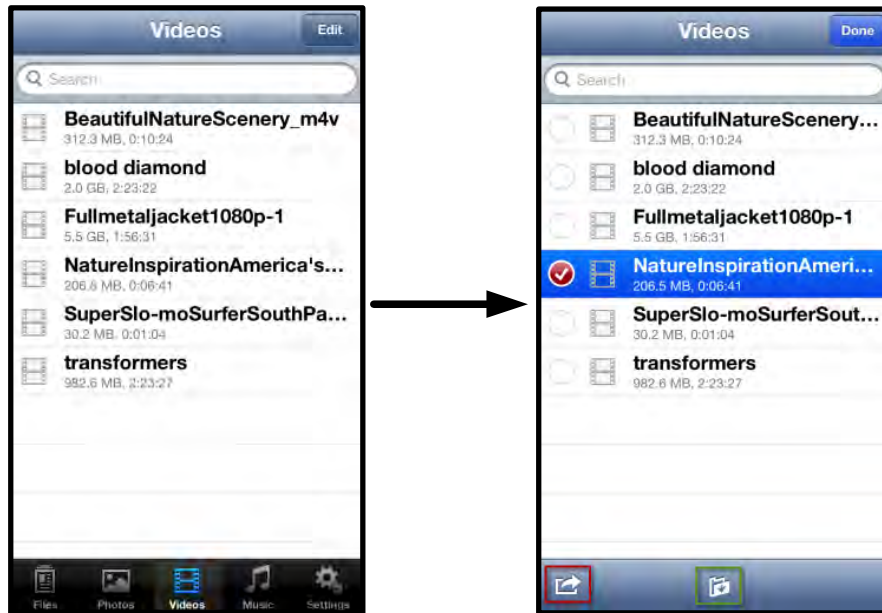 Videos
Edit
Search
BeautifulNatureScenery_m4v
312.3 MB, 0:10:24
blood diamond
2.0 GB, 2:23:22
Fullmetaljacket1080p-1
5.5 GB, 1:56:31
NatureInspirationAmerica's...
206.5 MB, 0:06:41
SuperSlo-moSurferSouthPa...
30.2 MB, 0:01:04
transformers
982.6 MB, 2:23:27
Files Photos Videos Music Settings
Videos
Done
Search
BeautifulNatureScenery...
312.3 MB, 0:10:24
blood diamond
2.0 GB, 2:23:22
Fullmetaljacket1080p-1
5.5 GB, 1:56:31
NatureInspirationAmeri...
206.5 MB, 0:06:41
SuperSlo-moSurferSout...
30.2 MB, 0:01:04
transformers
982.6 MB, 2:23:27